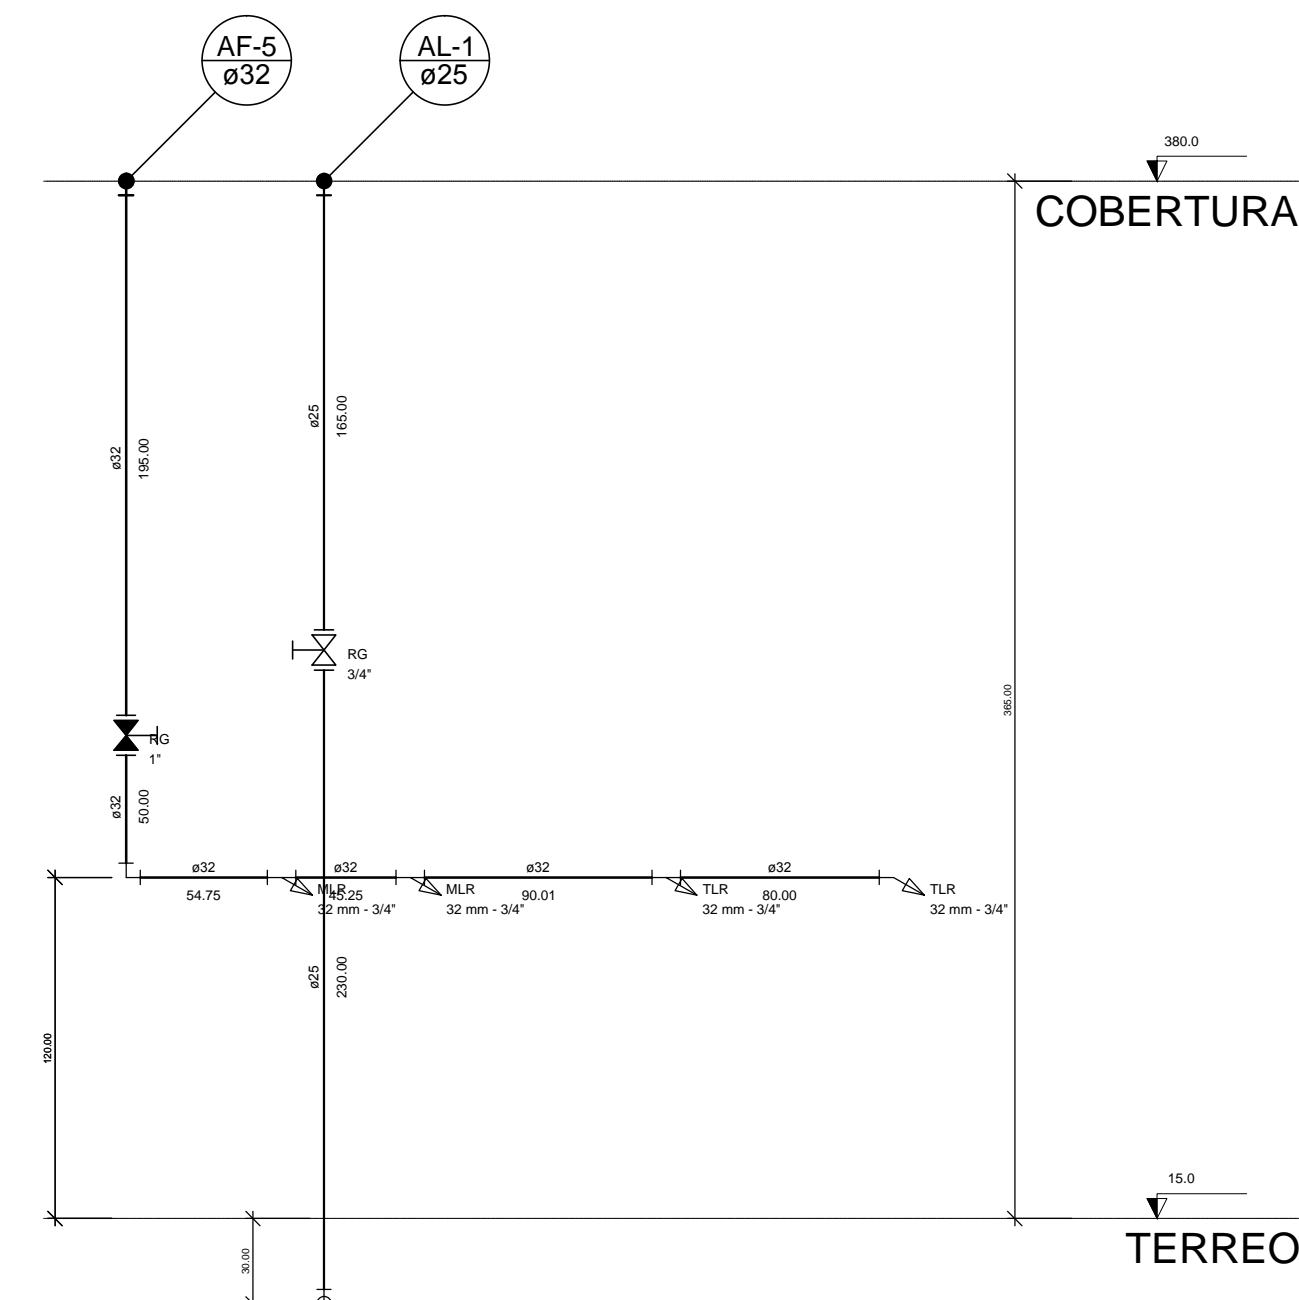 AF-5
ø32
AL-1
ø25
380.0
COBERTURA
ø32
195.00
ø25
165.00
RG
3/4"
RG
1"
365.00
ø32
50.00
ø32
54.75
ø32
45.25
MLR
32 mm - 3/4"
MLR
32 mm - 3/4"
ø32
90.01
TLR
32 mm - 3/4"
ø32
80.00
TLR
32 mm - 3/4"
ø25
230.00
120.00
15.0
TERREO
30.00